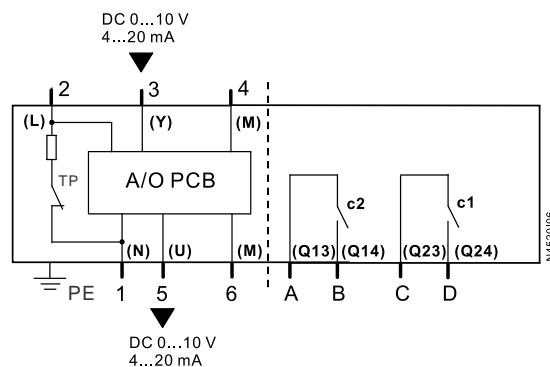 DC 0...10 V
4...20 mA
2 3 4
(L) (Y) (M)
TP
A/O PCB
c2 c1
(N) (U) (M) (Q13) (Q14) (Q23) (Q24)
PE 1 5 6 A B C D
DC 0...10 V
4...20 mA